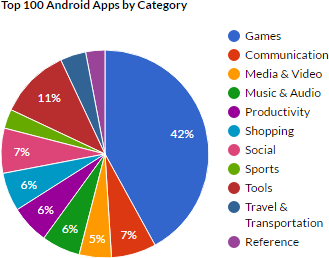 Top 100 Android Apps by Category
Games
Communication
Media & Video
Music & Audio
Productivity
Shopping
Social
Sports
Tools
Travel &
Transportation
Reference
42%
7%
5%
6%
6%
6%
7%
11%